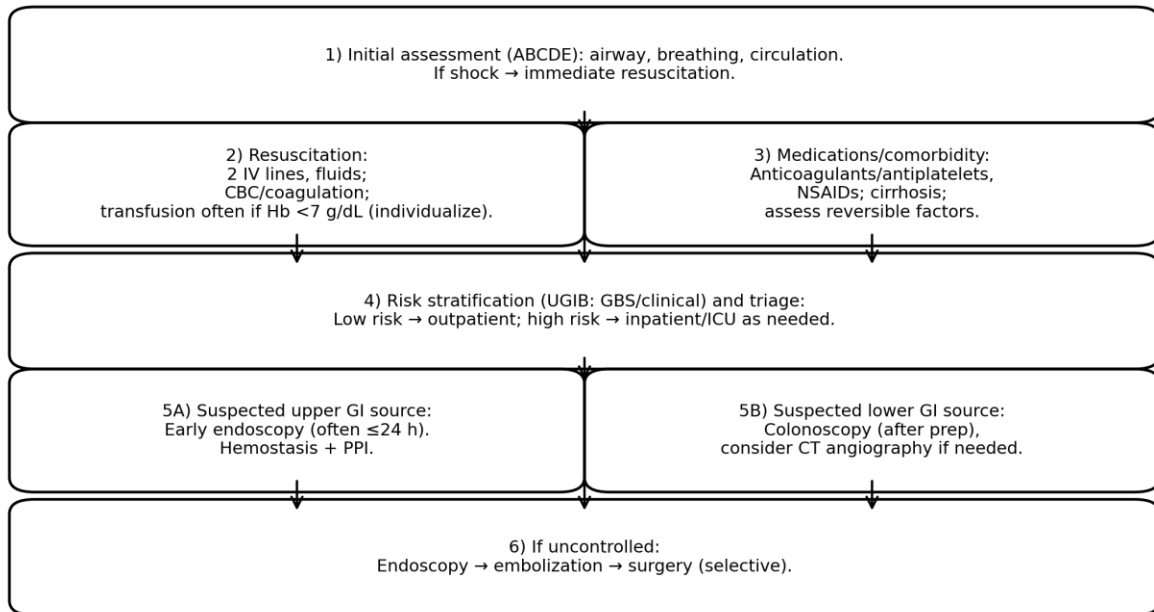 1) Initial assessment (ABCDE): airway, breathing, circulation.
If shock → immediate resuscitation.
2) Resuscitation:
2 IV lines, fluids;
CBC/coagulation;
transfusion often if Hb <7 g/dL (individualize).
3) Medications/comorbidity:
Anticoagulants/antiplatelets,
NSAIDs; cirrhosis;
assess reversible factors.
4) Risk stratification (UGIB: GBS/clinical) and triage:
Low risk → outpatient; high risk → inpatient/ICU as needed.
5A) Suspected upper GI source:
Early endoscopy (often ≤24 h).
Hemostasis + PPI.
5B) Suspected lower GI source:
Colonoscopy (after prep),
consider CT angiography if needed.
6) If uncontrolled:
Endoscopy → embolization → surgery (selective).